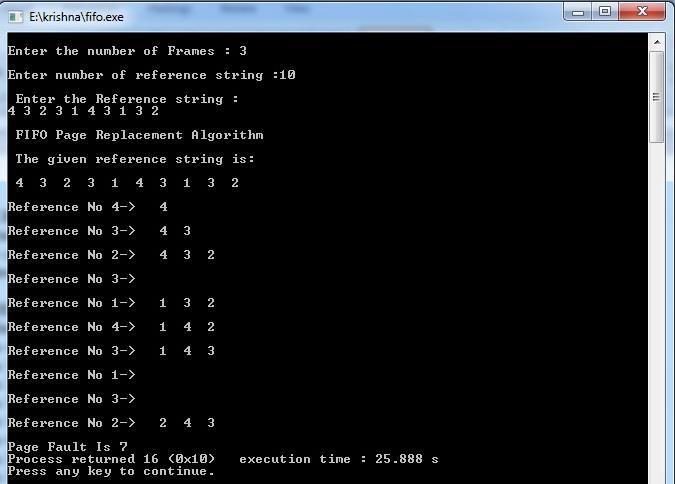 E:\krishna\fifo.exe
Enter the number of Frames : 3
Enter number of reference string :10
Enter the Reference string :
4 3 2 3 1 4 3 1 3 2
FIFO Page Replacement Algorithm
The given reference string is:
4 3 2 3 1 4 3 1 3 2
Reference No 4-> 4
Reference No 3-> 4 3
Reference No 2-> 4 3 2
Reference No 3->
Reference No 1-> 1 3 2
Reference No 4-> 1 4 2
Reference No 3-> 1 4 3
Reference No 1->
Reference No 3->
Reference No 2-> 2 4 3
Page Fault Is 7
Process returned 16 (0x10) execution time : 25.888 s
Press any key to continue.